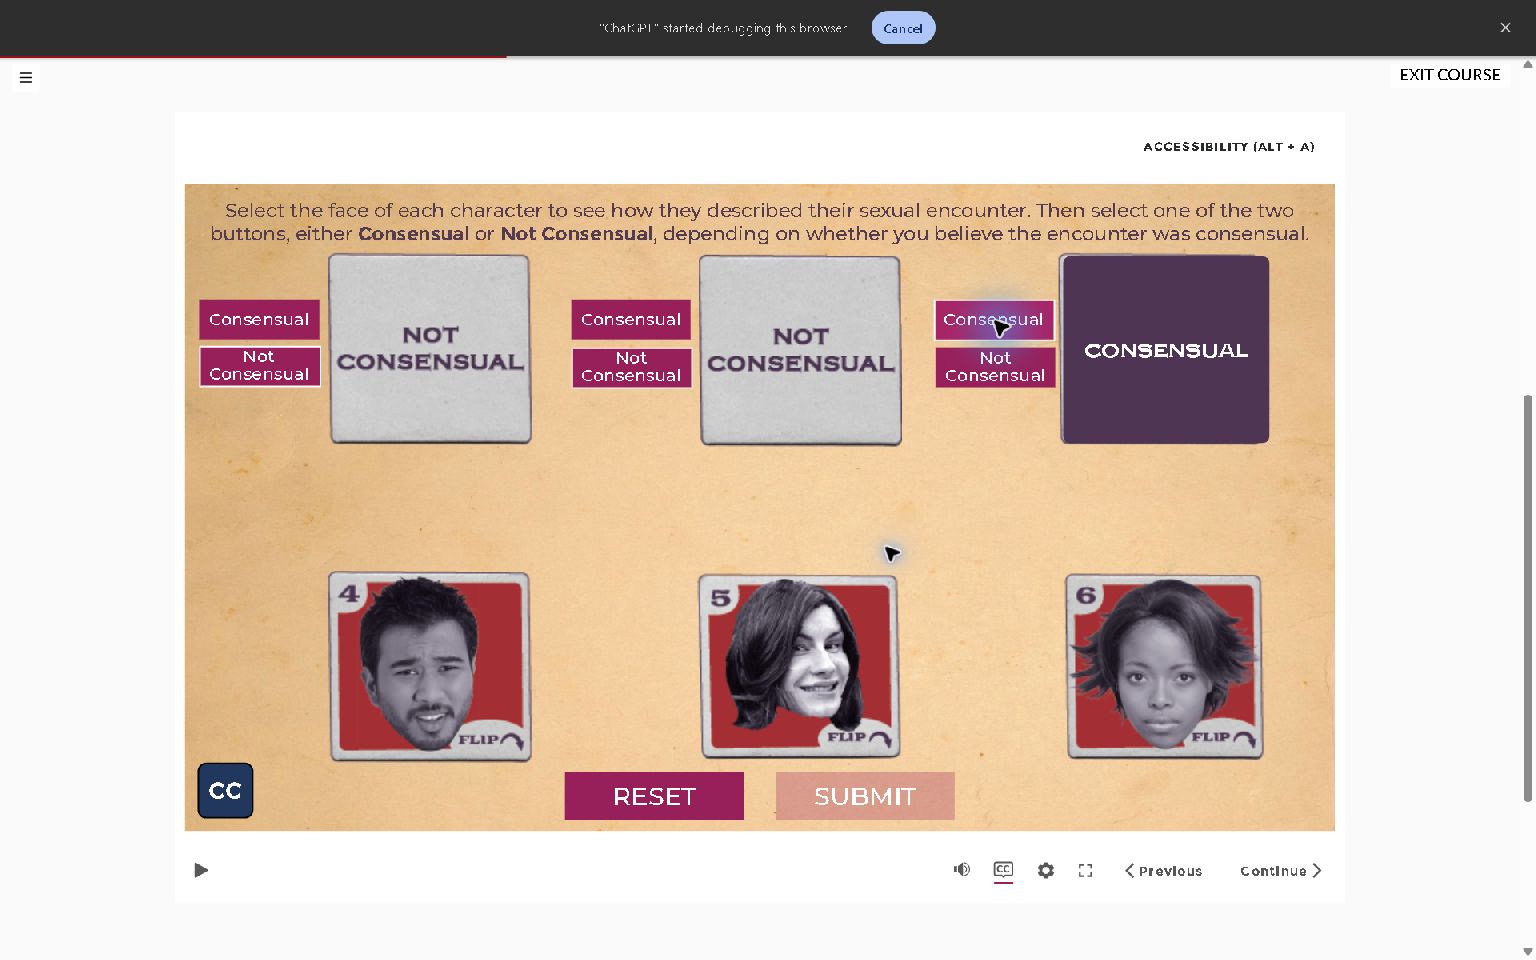 "ChatGPT" started debugging this browser
Cancel
EXIT COURSE
ACCESSIBILITY (ALT + A)
Select the face of each character to see how they described their sexual encounter. Then select one of the two
buttons, either Consensual or Not Consensual, depending on whether you believe the encounter was consensual.
Consensual
Not
Consensual
NOT
CONSENSUAL
Consensual
Not
Consensual
NOT
CONSENSUAL
Consensual
Not
Consensual
CONSENSUAL
4
FLIP
5
FLIP
6
FLIP
CC
RESET
SUBMIT
CC
Previous
Continue